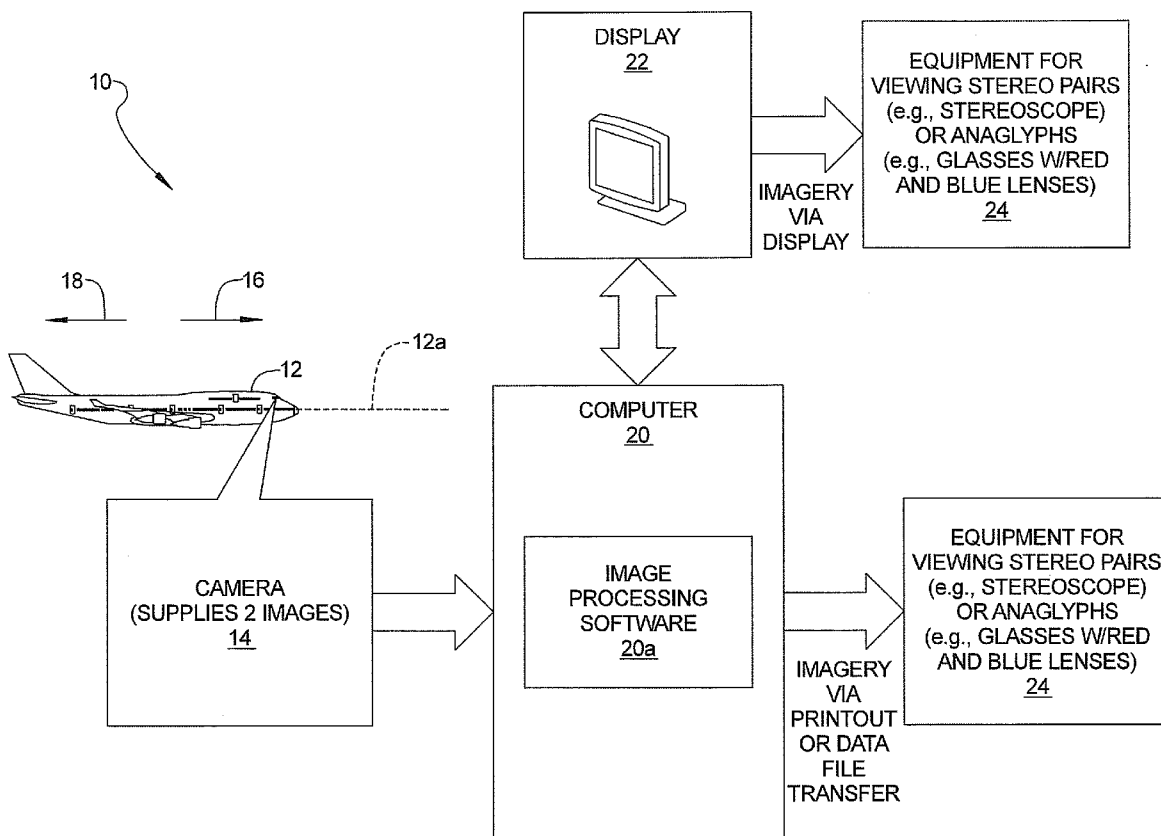 10
18
16
12
12a
DISPLAY
22
IMAGERY
VIA
DISPLAY
EQUIPMENT FOR
VIEWING STEREO PAIRS
(e.g., STEREOSCOPE)
OR ANAGLYPHS
(e.g., GLASSES W/RED
AND BLUE LENSES)
24
CAMERA
(SUPPLIES 2 IMAGES)
14
COMPUTER
20
IMAGE
PROCESSING
SOFTWARE
20a
IMAGERY
VIA
PRINTOUT
OR DATA
FILE
TRANSFER
EQUIPMENT FOR
VIEWING STEREO PAIRS
(e.g., STEREOSCOPE)
OR ANAGLYPHS
(e.g., GLASSES W/RED
AND BLUE LENSES)
24